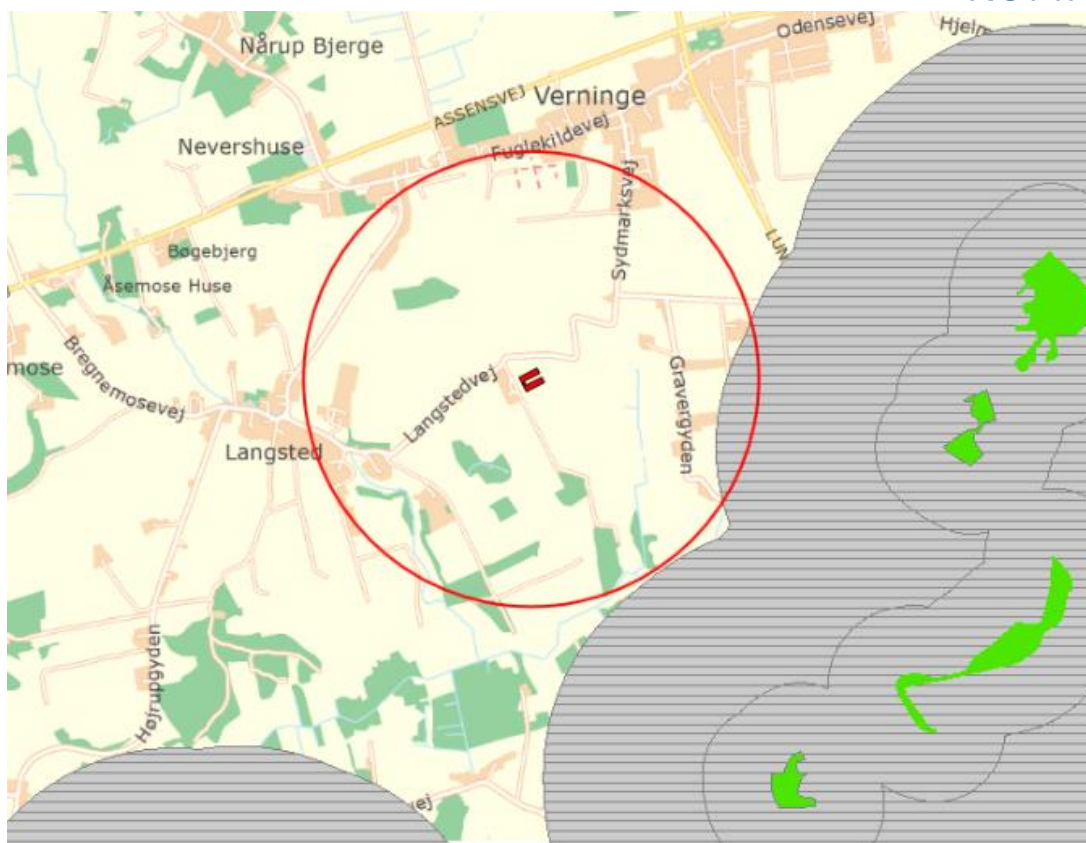 Odensevej
Hjelm
Nårup Bjerge
ASSENSVEJ
Verninge
Fuglekildevej
Nevershuse
Sydmarksvej
LUN
Bøgebjerg
Åsemose Huse
Bregnemosevej
mose
Langstedvej
Gravergyden
Langsted
Højrupgyden
vej